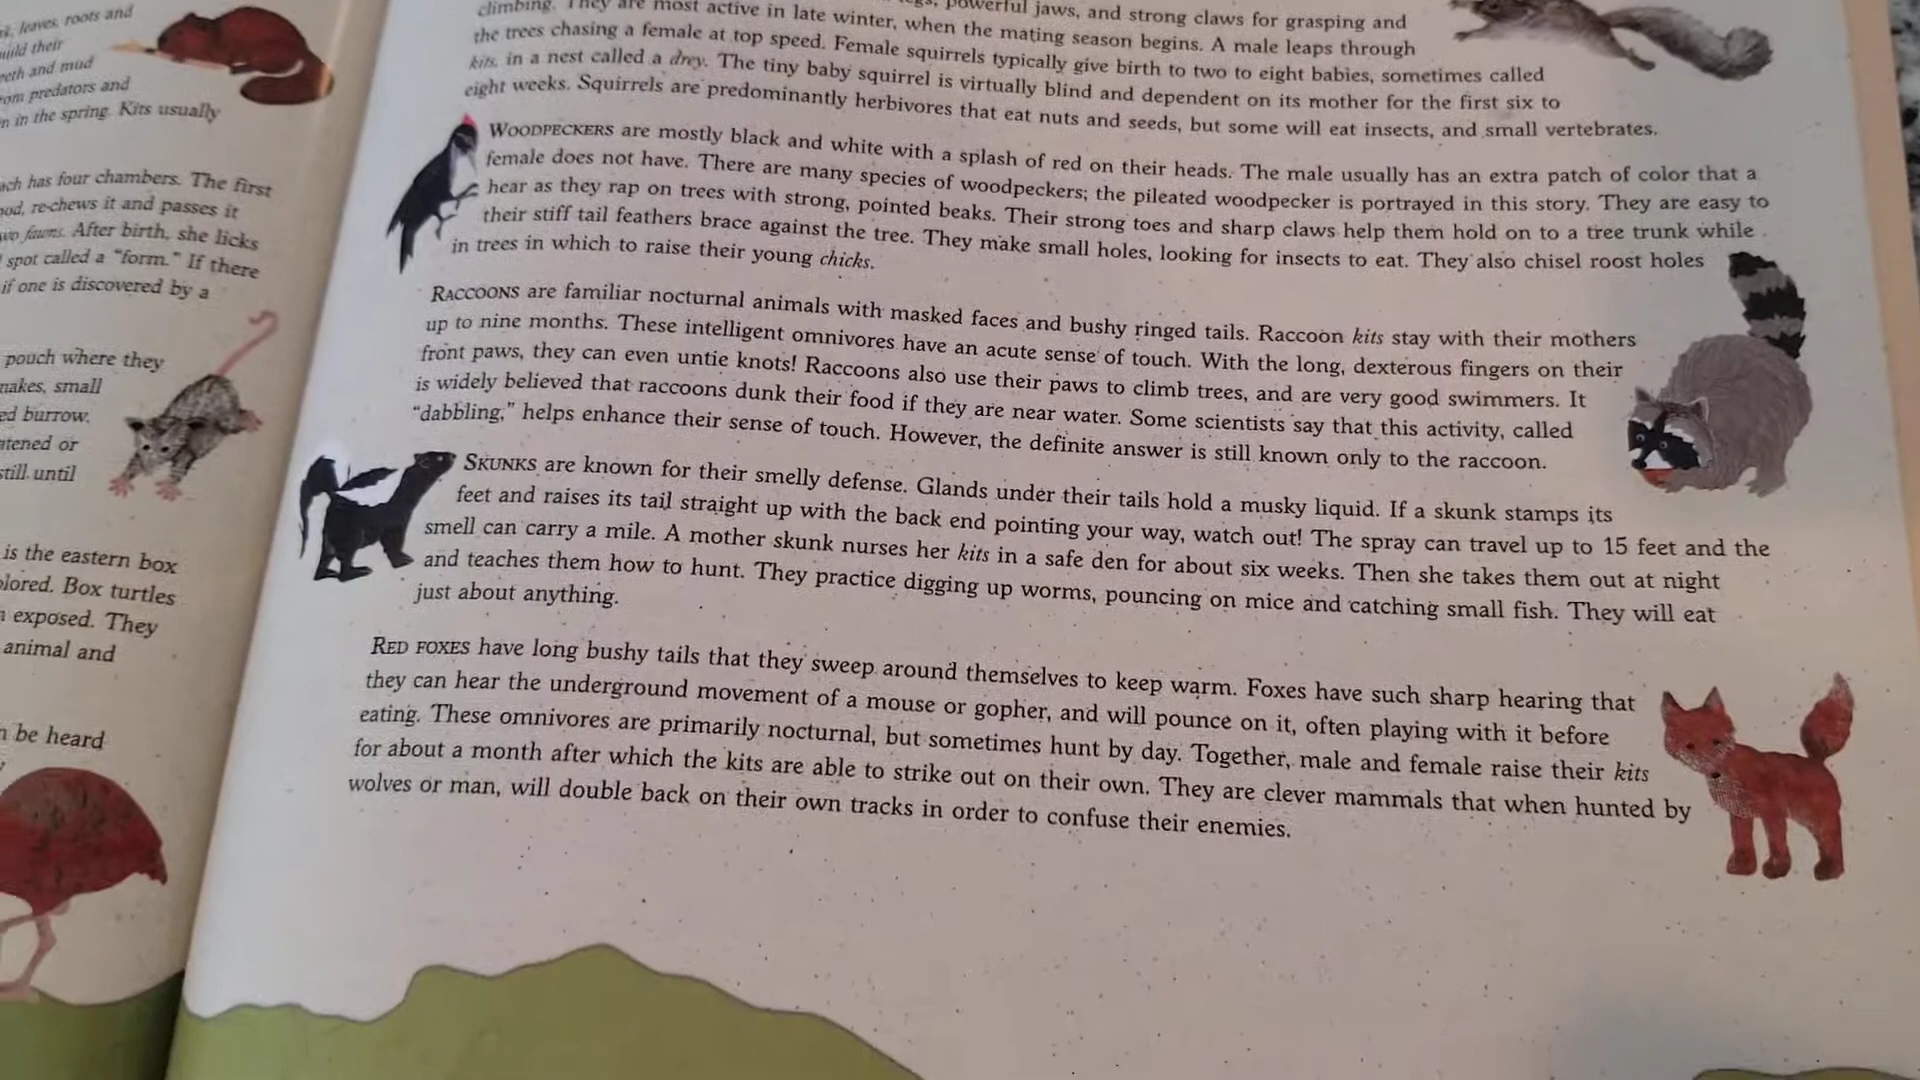 k, leaves, roots and
uild their
eeth and mud
rom predators and
n in the spring. Kits usually
ach has four chambers. The first
ood, re-chews it and passes it
wo fawns. After birth, she licks
spot called a "form." If there
if one is discovered by a
pouch where they
nakes, small
ed burrow.
atened or
still until
is the eastern box
olored. Box turtles
n exposed. They
animal and
n be heard
legs, powerful jaws, and strong claws for grasping and
climbing. They are most active in late winter, when the mating season begins. A male leaps through
the trees chasing a female at top speed. Female squirrels typically give birth to two to eight babies, sometimes called
kits, in a nest called a drey. The tiny baby squirrel is virtually blind and dependent on its mother for the first six to
eight weeks. Squirrels are predominantly herbivores that eat nuts and seeds, but some will eat insects, and small vertebrates.
WOODPECKERS are mostly black and white with a splash of red on their heads. The male usually has an extra patch of color that a
female does not have. There are many species of woodpeckers; the pileated woodpecker is portrayed in this story. They are easy to
hear as they rap on trees with strong, pointed beaks. Their strong toes and sharp claws help them hold on to a tree trunk while
their stiff tail feathers brace against the tree. They make small holes, looking for insects to eat. They also chisel roost holes
in trees in which to raise their young chicks.
RACCOONS are familiar nocturnal animals with masked faces and bushy ringed tails. Raccoon kits stay with their mothers
up to nine months. These intelligent omnivores have an acute sense of touch. With the long, dexterous fingers on their
front paws, they can even untie knots! Raccoons also use their paws to climb trees, and are very good swimmers. It
is widely believed that raccoons dunk their food if they are near water. Some scientists say that this activity, called
"dabbling," helps enhance their sense of touch. However, the definite answer is still known only to the raccoon.
SKUNKS are known for their smelly defense. Glands under their tails hold a musky liquid. If a skunk stamps its
feet and raises its tail straight up with the back end pointing your way, watch out! The spray can travel up to 15 feet and the
smell can carry a mile. A mother skunk nurses her kits in a safe den for about six weeks. Then she takes them out at night
and teaches them how to hunt. They practice digging up worms, pouncing on mice and catching small fish. They will eat
just about anything.
RED FOXES have long bushy tails that they sweep around themselves to keep warm. Foxes have such sharp hearing that
they can hear the underground movement of a mouse or gopher, and will pounce on it, often playing with it before
eating. These omnivores are primarily nocturnal, but sometimes hunt by day. Together, male and female raise their kits
for about a month after which the kits are able to strike out on their own. They are clever mammals that when hunted by
wolves or man, will double back on their own tracks in order to confuse their enemies.